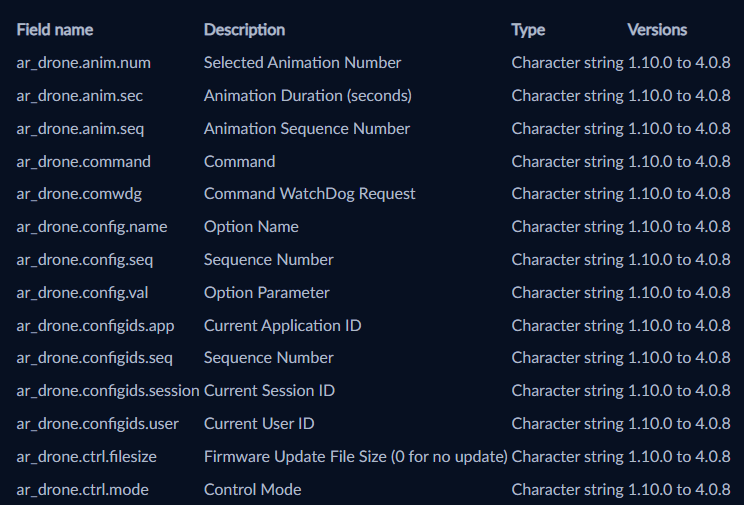 Field name Description Type Versions
ar_drone.anim.num Selected Animation Number Character string 1.10.0 to 4.0.8
ar_drone.anim.sec Animation Duration (seconds) Character string 1.10.0 to 4.0.8
ar_drone.anim.seq Animation Sequence Number Character string 1.10.0 to 4.0.8
ar_drone.command Command Character string 1.10.0 to 4.0.8
ar_drone.comwdg Command WatchDog Request Character string 1.10.0 to 4.0.8
ar_drone.config.name Option Name Character string 1.10.0 to 4.0.8
ar_drone.config.seq Sequence Number Character string 1.10.0 to 4.0.8
ar_drone.config.val Option Parameter Character string 1.10.0 to 4.0.8
ar_drone.configids.app Current Application ID Character string 1.10.0 to 4.0.8
ar_drone.configids.seq Sequence Number Character string 1.10.0 to 4.0.8
ar_drone.configids.session Current Session ID Character string 1.10.0 to 4.0.8
ar_drone.configids.user Current User ID Character string 1.10.0 to 4.0.8
ar_drone.ctrl.filesize Firmware Update File Size (0 for no update) Character string 1.10.0 to 4.0.8
ar_drone.ctrl.mode Control Mode Character string 1.10.0 to 4.0.8